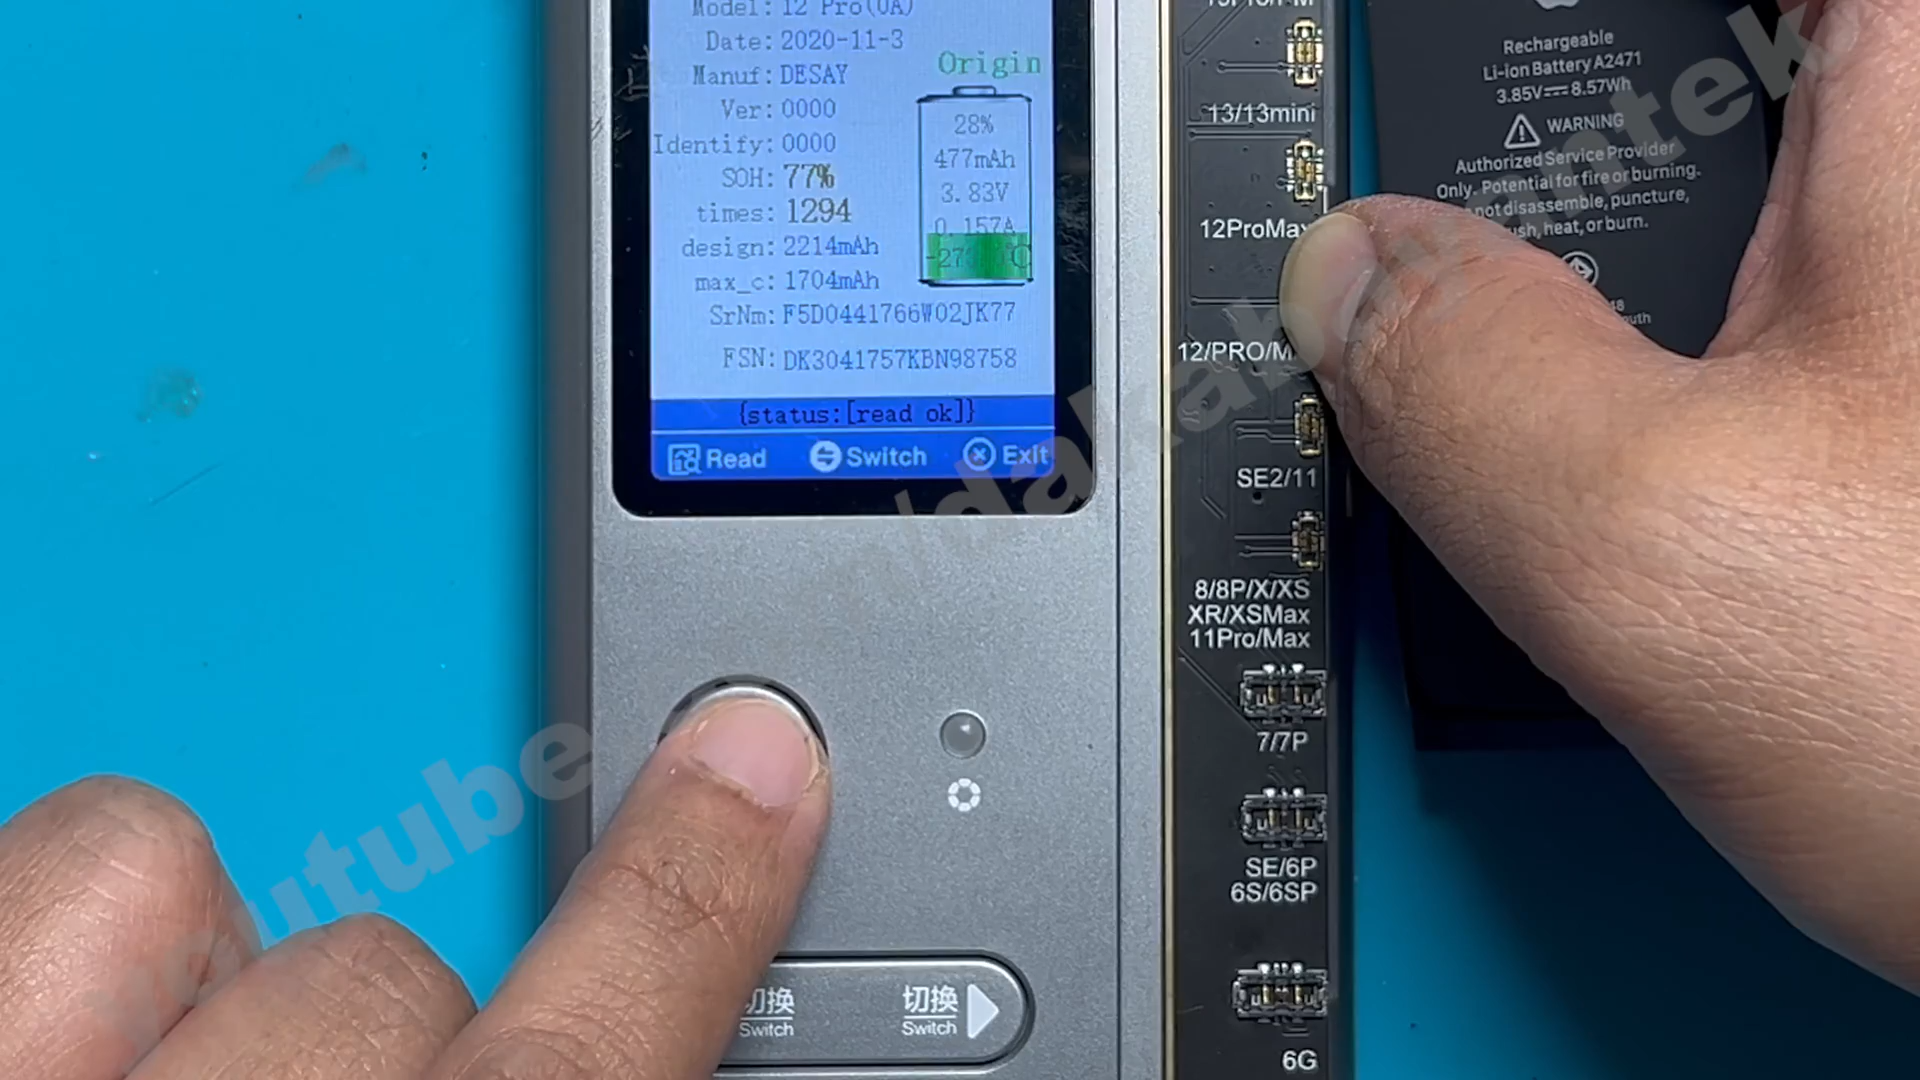 Model: 12 Pro(0A)
Date: 2020-11-3
Manuf: DESAY
Ver: 0000
Identify: 0000
SOH: 77%
times: 1294
design: 2214mAh
max_c: 1704mAh
SrNm: F5D0441766W02JK77
FSN: DK3041757KBN98758
Origin
28%
477mAh
3.83V
0.157A
{status:[read ok]}
Read Switch Exit
切换
Switch
切换
Switch
13/13mini
12ProMax
12/PRO/M
SE2/11
8/8P/X/XS
XR/XSMax
11Pro/Max
7/7P
SE/6P
6S/6SP
6G
Rechargeable
Li-ion Battery A2471
3.85V⎓8.57Wh
WARNING
Authorized Service Provider
Only. Potential for fire or burning.
not disassemble, puncture,
heat, or burn.